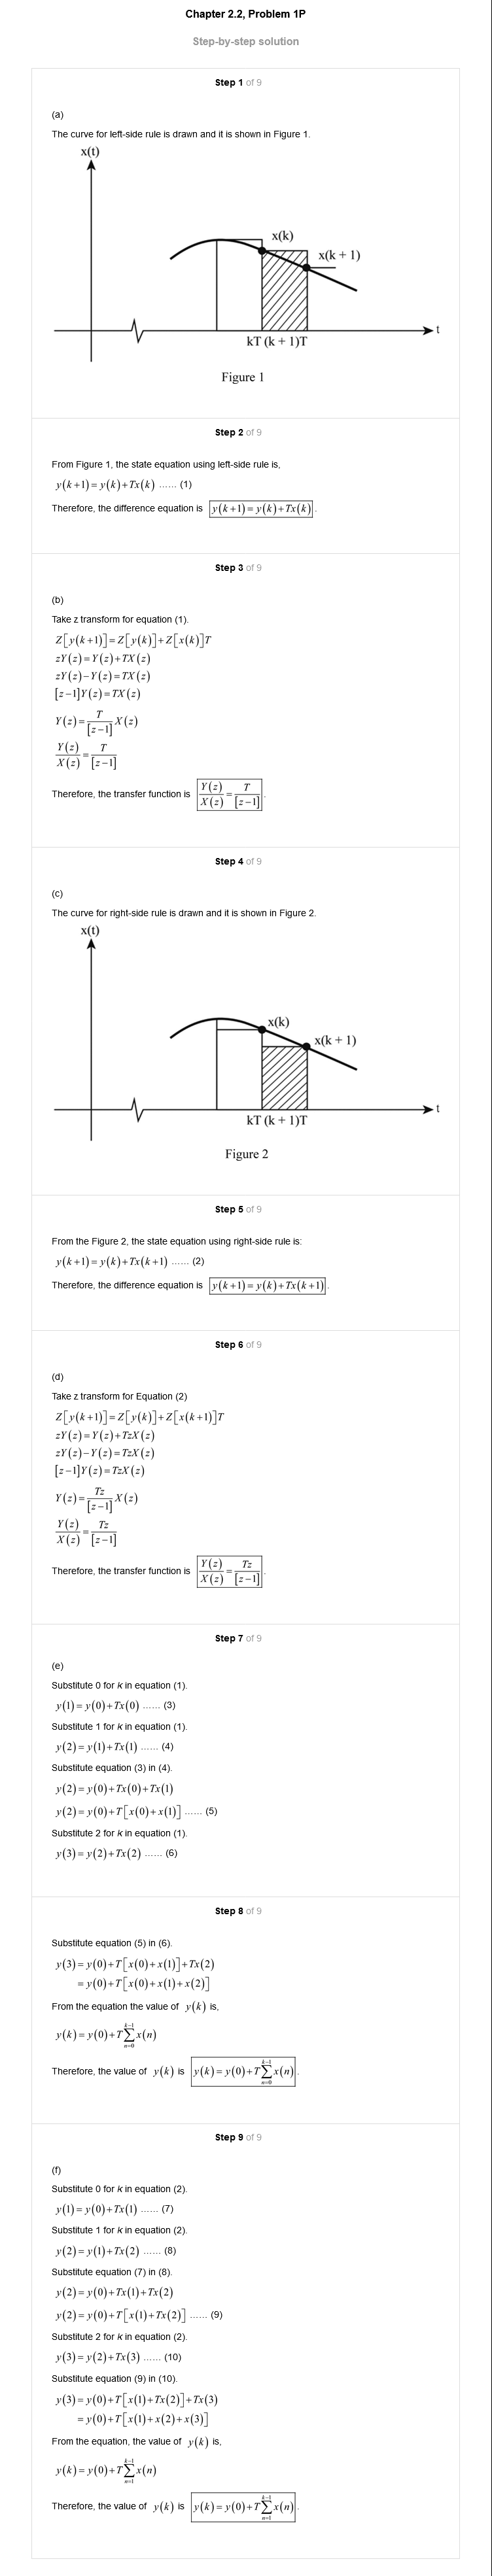 Chapter 2.2, Problem 1P
Step-by-step solution
Step 1 of 9
(a)
The curve for left-side rule is drawn and it is shown in Figure 1.
x(t)
x(k)
x(k + 1)
t
kT (k + 1)T
Figure 1
Step 2 of 9
From Figure 1, the state equation using left-side rule is,
y(k+1)=y(k)+Tx(k) ...... (1)
Therefore, the difference equation is y(k+1)=y(k)+Tx(k).
Step 3 of 9
(b)
Take z transform for equation (1).
Z[y(k+1)]=Z[y(k)]+Z[x(k)]T
zY(z)=Y(z)+TX(z)
zY(z)−Y(z)=TX(z)
[z−1]Y(z)=TX(z)
Y(z)=T/[z−1] X(z)
Y(z)/X(z)=T/[z−1]
Therefore, the transfer function is Y(z)/X(z)=T/[z−1].
Step 4 of 9
(c)
The curve for right-side rule is drawn and it is shown in Figure 2.
x(t)
x(k)
x(k + 1)
t
kT (k + 1)T
Figure 2
Step 5 of 9
From the Figure 2, the state equation using right-side rule is:
y(k+1)=y(k)+Tx(k+1) ...... (2)
Therefore, the difference equation is y(k+1)=y(k)+Tx(k+1).
Step 6 of 9
(d)
Take z transform for Equation (2)
Z[y(k+1)]=Z[y(k)]+Z[x(k+1)]T
zY(z)=Y(z)+TzX(z)
zY(z)−Y(z)=TzX(z)
[z−1]Y(z)=TzX(z)
Y(z)=Tz/[z−1] X(z)
Y(z)/X(z)=Tz/[z−1]
Therefore, the transfer function is Y(z)/X(z)=Tz/[z−1].
Step 7 of 9
(e)
Substitute 0 for k in equation (1).
y(1)=y(0)+Tx(0) ...... (3)
Substitute 1 for k in equation (1).
y(2)=y(1)+Tx(1) ...... (4)
Substitute equation (3) in (4).
y(2)=y(0)+Tx(0)+Tx(1)
y(2)=y(0)+T[x(0)+x(1)] ...... (5)
Substitute 2 for k in equation (1).
y(3)=y(2)+Tx(2) ...... (6)
Step 8 of 9
Substitute equation (5) in (6).
y(3)=y(0)+T[x(0)+x(1)]+Tx(2)
=y(0)+T[x(0)+x(1)+x(2)]
From the equation the value of y(k) is,
y(k)=y(0)+T∑_{n=0}^{k−1}x(n)
Therefore, the value of y(k) is y(k)=y(0)+T∑_{n=0}^{k−1}x(n).
Step 9 of 9
(f)
Substitute 0 for k in equation (2).
y(1)=y(0)+Tx(1) ...... (7)
Substitute 1 for k in equation (2).
y(2)=y(1)+Tx(2) ...... (8)
Substitute equation (7) in (8).
y(2)=y(0)+Tx(1)+Tx(2)
y(2)=y(0)+T[x(1)+Tx(2)] ...... (9)
Substitute 2 for k in equation (2).
y(3)=y(2)+Tx(3) ...... (10)
Substitute equation (9) in (10).
y(3)=y(0)+T[x(1)+Tx(2)]+Tx(3)
=y(0)+T[x(1)+x(2)+x(3)]
From the equation, the value of y(k) is,
y(k)=y(0)+T∑_{n=1}^{k−1}x(n)
Therefore, the value of y(k) is y(k)=y(0)+T∑_{n=1}^{k−1}x(n).